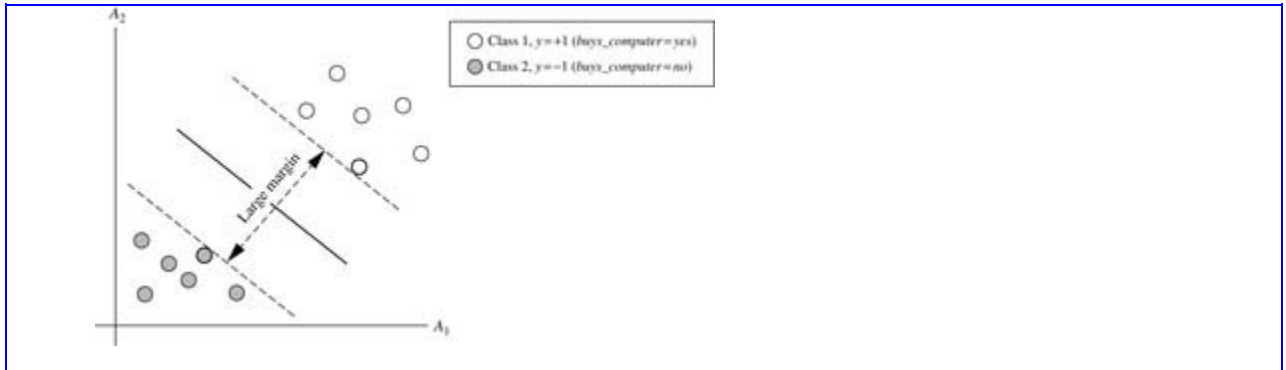 A₂
Class 1, y=+1 (buys_computer=yes)
Class 2, y=−1 (buys_computer=no)
Large margin
A₁